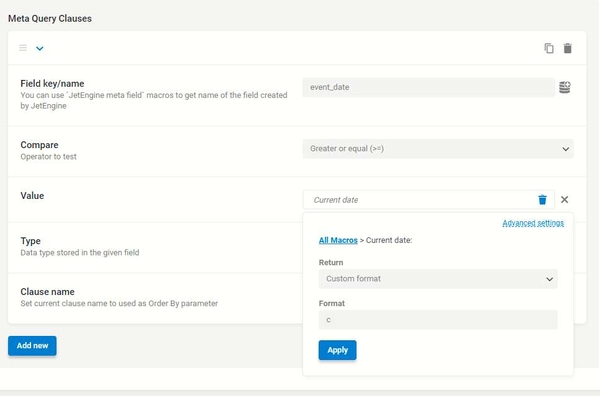 Meta Query Clauses
Field key/name
You can use `JetEngine meta field` macros to get name of the field created
by JetEngine
event_date
Compare
Operator to test
Greater or equal (>=)
Value
Current date
Advanced settings
All Macros > Current date:
Type
Data type stored in the given field
Return
Custom format
Clause name
Set current clause name to used as Order By parameter
Format
c
Add new
Apply